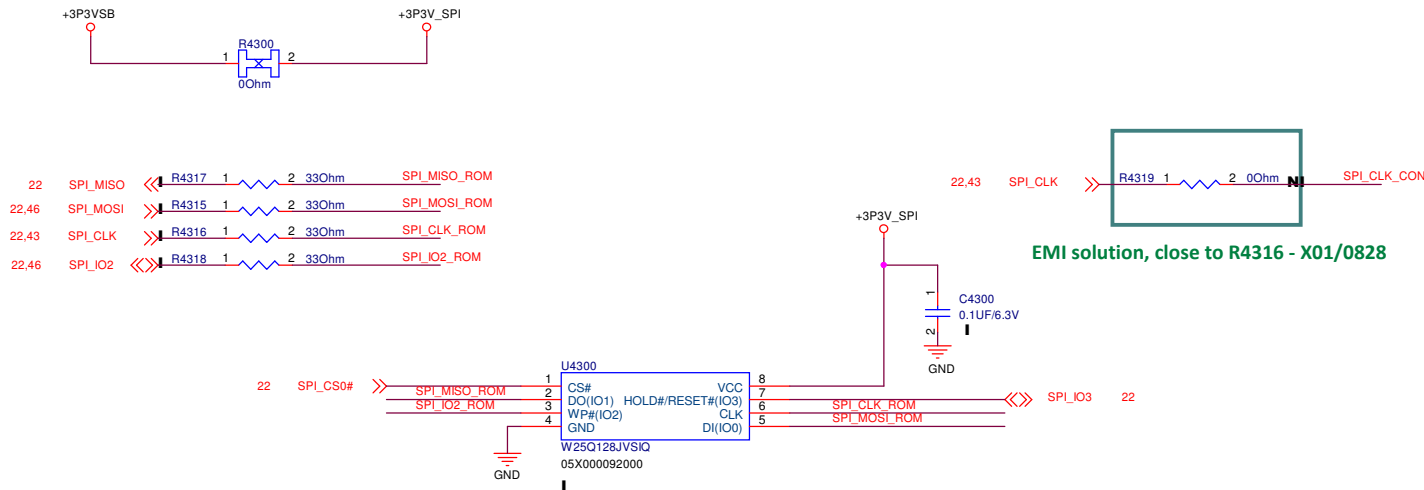 +3P3VSB
+3P3V_SPI
R4300
1
2
0Ohm
22 SPI_MISO R4317 1 2 33Ohm SPI_MISO_ROM
22,46 SPI_MOSI R4315 1 2 33Ohm SPI_MOSI_ROM
22,43 SPI_CLK R4316 1 2 33Ohm SPI_CLK_ROM
22,46 SPI_IO2 R4318 1 2 33Ohm SPI_IO2_ROM
22,43 SPI_CLK R4319 1 2 0Ohm NI SPI_CLK_CON
EMI solution, close to R4316 - X01/0828
+3P3V_SPI
1
C4300
0.1UF/6.3V
I
2
GND
U4300
22 SPI_CS0# 1 CS# VCC 8
SPI_MISO_ROM 2 DO(IO1) HOLD#/RESET#(IO3) 7 SPI_IO3 22
SPI_IO2_ROM 3 WP#(IO2) CLK 6 SPI_CLK_ROM
4 GND DI(IO0) 5 SPI_MOSI_ROM
GND
W25Q128JVSIQ
05X000092000
I